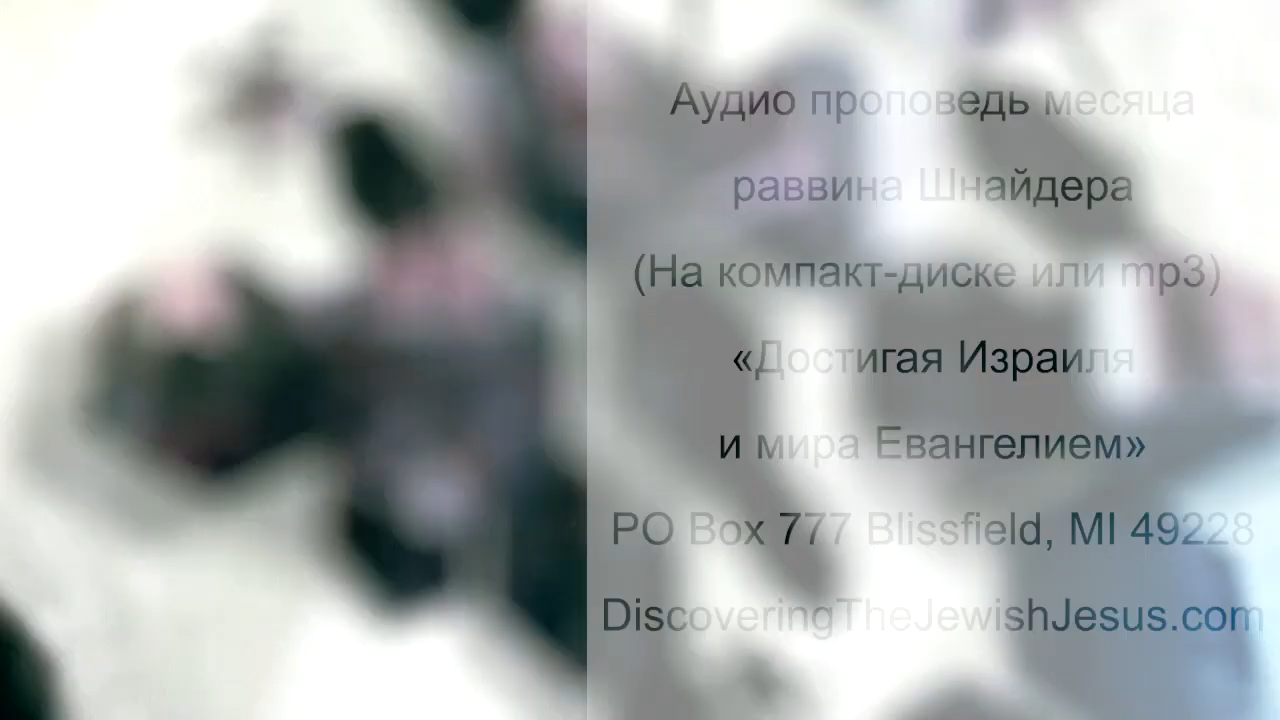 Аудио проповедь месяца
раввина Шнайдера
(На компакт-диске или mp3)
«Достигая Израиля
и мира Евангелием»
PO Box 777 Blissfield, MI 49228
DiscoveringTheJewishJesus.com